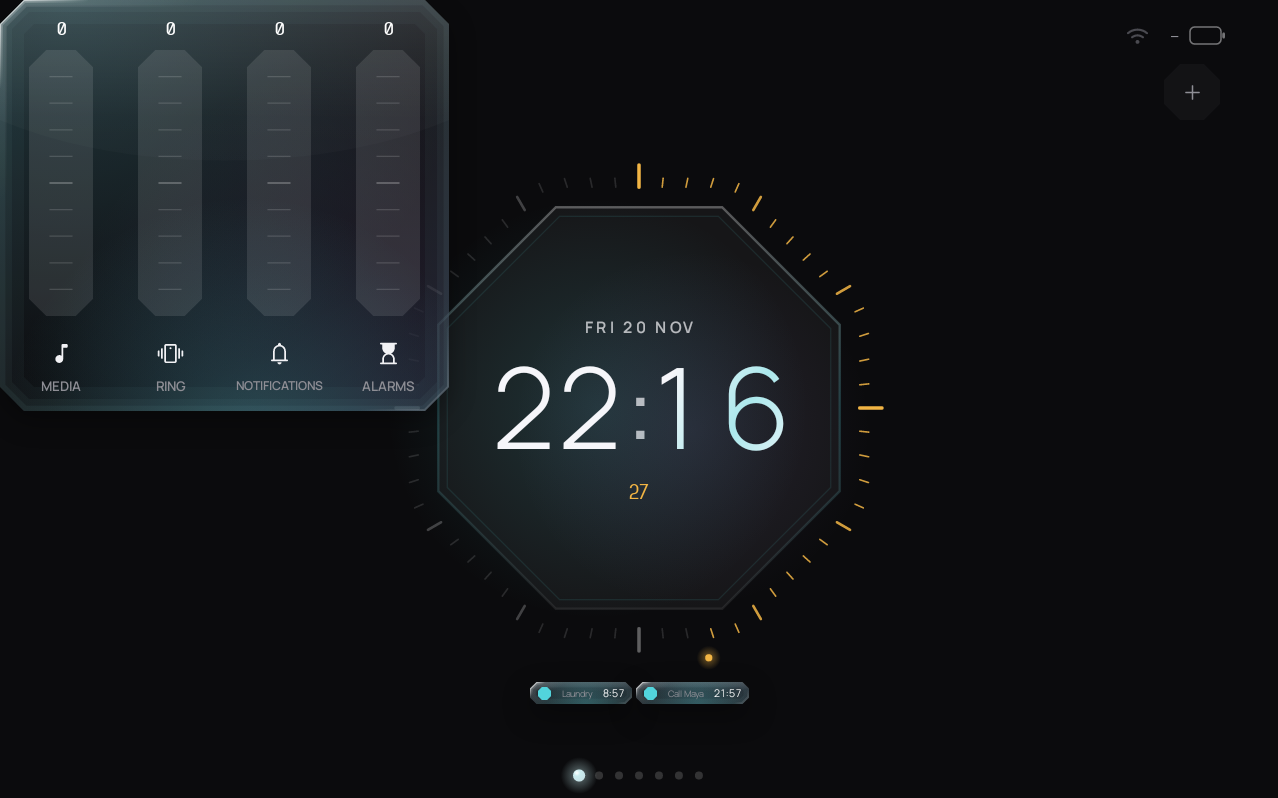 0 0 0 0
MEDIA RING NOTIFICATIONS ALARMS
–
FRI 20 NOV
22:16
27
Laundry 8:57 Call Maya 21:57